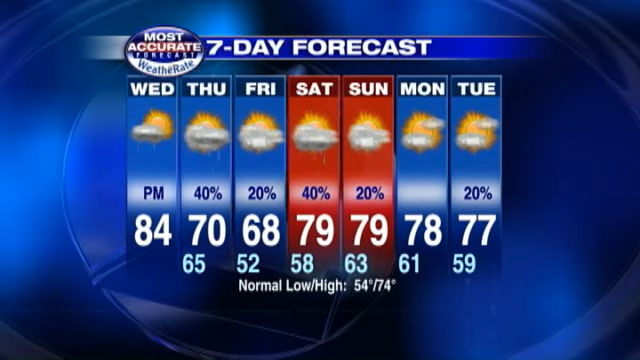 MOST
ACCURATE
FORECAST
WeatheRate
7-DAY FORECAST
WED THU FRI SAT SUN MON TUE
PM 40% 20% 40% 20% 20%
84 70 68 79 79 78 77
65 52 58 63 61 59
Normal Low/High: 54°/74°